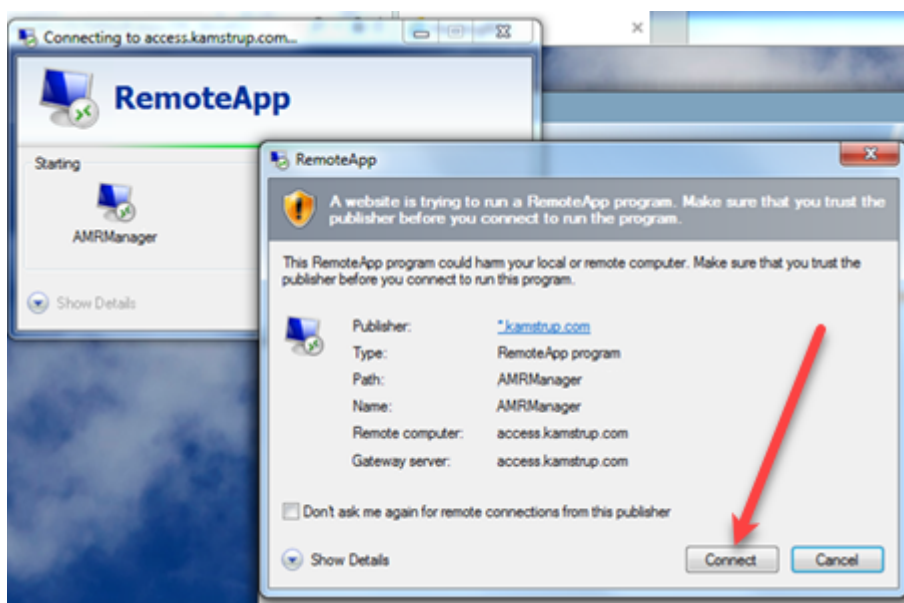 Connecting to access.kamstrup.com...
RemoteApp
Starting
AMRManager
Show Details
RemoteApp
A website is trying to run a RemoteApp program. Make sure that you trust the
publisher before you connect to run the program.
This RemoteApp program could harm your local or remote computer. Make sure that you trust the
publisher before you connect to run this program.
Publisher: *.kamstrup.com
Type: RemoteApp program
Path: AMRManager
Name: AMRManager
Remote computer: access.kamstrup.com
Gateway server: access.kamstrup.com
Don't ask me again for remote connections from this publisher
Show Details Connect Cancel